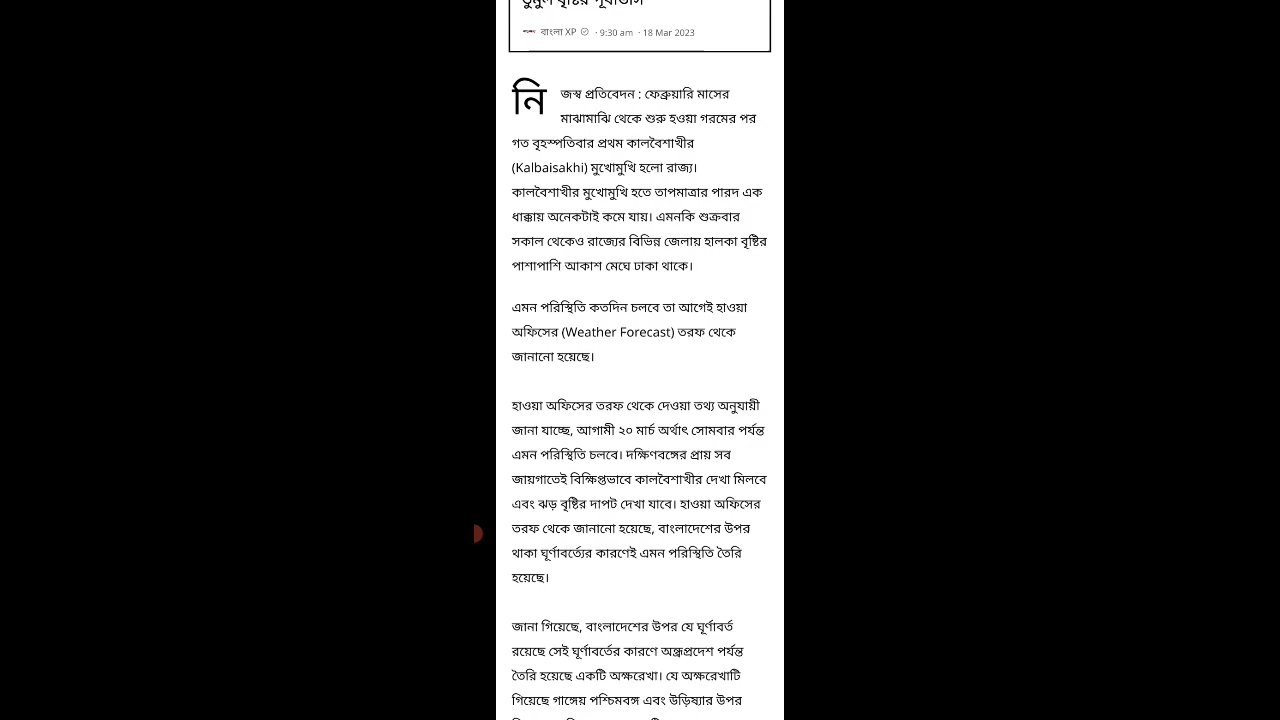 তুমুল বৃষ্টির পূর্বাভাস
বাংলা XP · 9:30 am · 18 Mar 2023
নিজস্ব প্রতিবেদন : ফেব্রুয়ারি মাসের
মাঝামাঝি থেকে শুরু হওয়া গরমের পর
গত বৃহস্পতিবার প্রথম কালবৈশাখীর
(Kalbaisakhi) মুখোমুখি হলো রাজ্য।
কালবৈশাখীর মুখোমুখি হতে তাপমাত্রার পারদ এক
ধাক্কায় অনেকটাই কমে যায়। এমনকি শুক্রবার
সকাল থেকেও রাজ্যের বিভিন্ন জেলায় হালকা বৃষ্টির
পাশাপাশি আকাশ মেঘে ঢাকা থাকে।
এমন পরিস্থিতি কতদিন চলবে তা আগেই হাওয়া
অফিসের (Weather Forecast) তরফ থেকে
জানানো হয়েছে।
হাওয়া অফিসের তরফ থেকে দেওয়া তথ্য অনুযায়ী
জানা যাচ্ছে, আগামী ২০ মার্চ অর্থাৎ সোমবার পর্যন্ত
এমন পরিস্থিতি চলবে। দক্ষিণবঙ্গের প্রায় সব
জায়গাতেই বিক্ষিপ্তভাবে কালবৈশাখীর দেখা মিলবে
এবং ঝড় বৃষ্টির দাপট দেখা যাবে। হাওয়া অফিসের
তরফ থেকে জানানো হয়েছে, বাংলাদেশের উপর
থাকা ঘূর্ণাবর্ত্যের কারণেই এমন পরিস্থিতি তৈরি
হয়েছে।
জানা গিয়েছে, বাংলাদেশের উপর যে ঘূর্ণাবর্ত
রয়েছে সেই ঘূর্ণাবর্তের কারণে অন্ধ্রপ্রদেশ পর্যন্ত
তৈরি হয়েছে একটি অক্ষরেখা। যে অক্ষরেখাটি
গিয়েছে গাঙ্গেয় পশ্চিমবঙ্গ এবং উড়িষ্যার উপর